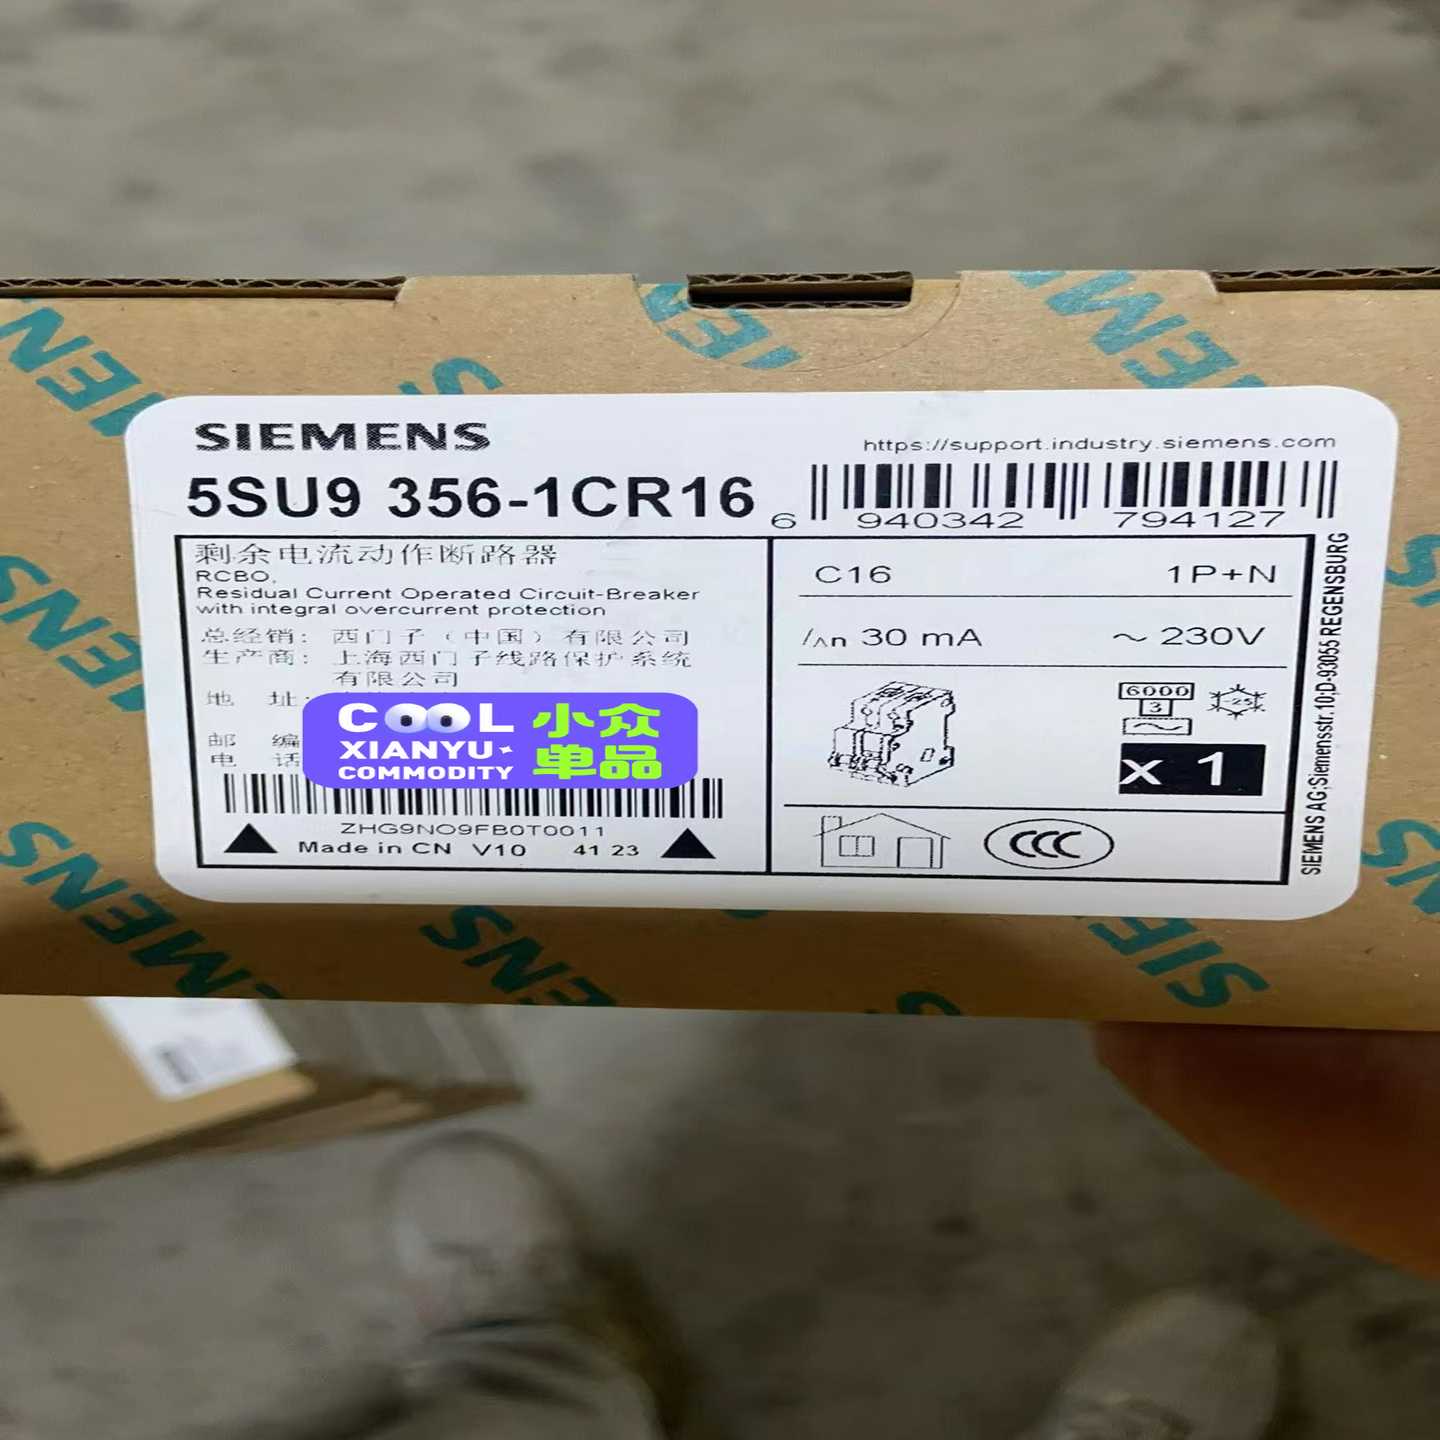 SIEMENS
https://support.industry.siemens.com
5SU9 356-1CR16
6 940342 794127
剩余电流动作断路器
RCBO,
Residual Current Operated Circuit-Breaker
with integral overcurrent protection
总经销: 西门子(中国)有限公司
生产商: 上海西门子线路保护系统
有限公司
地 址:
邮 编
电 话
COOL 小众
XIANYU 单品
COMMODITY
ZHG9NO9FB0T0011
Made in CN V10 41 23
C16 1P+N
I△n 30 mA ~ 230V
6000
3
-25
x 1
CCC
SIEMENS AG;Siemensstr.10;D-93055 REGENSBURG
SIEMENS
SIEMENS